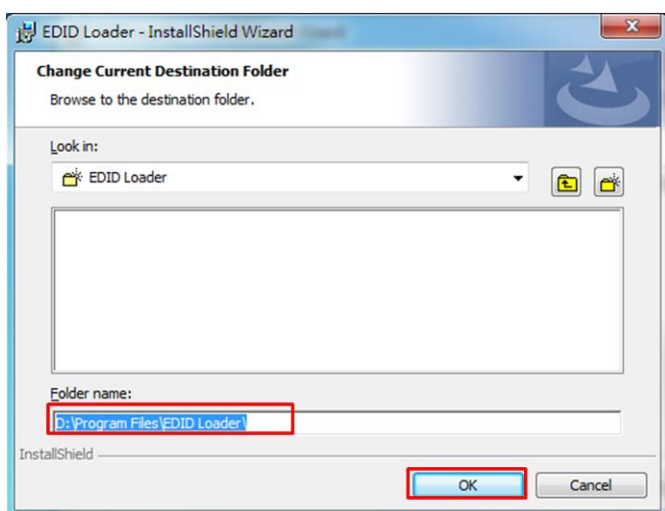 EDID Loader - InstallShield Wizard
Change Current Destination Folder
Browse to the destination folder.
Look in:
EDID Loader
Folder name:
D:\Program Files\EDID Loader\
InstallShield
OK Cancel